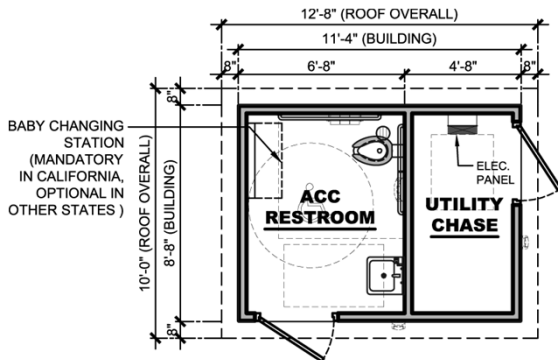 12'-8" (ROOF OVERALL)
11'-4" (BUILDING)
8"
6'-8"
4'-8"
8"
8"
BABY CHANGING
STATION
(MANDATORY
IN CALIFORNIA,
OPTIONAL IN
OTHER STATES )
10'-0" (ROOF OVERALL)
8'-8" (BUILDING)
ELEC.
PANEL
ACC
RESTROOM
UTILITY
CHASE
8"